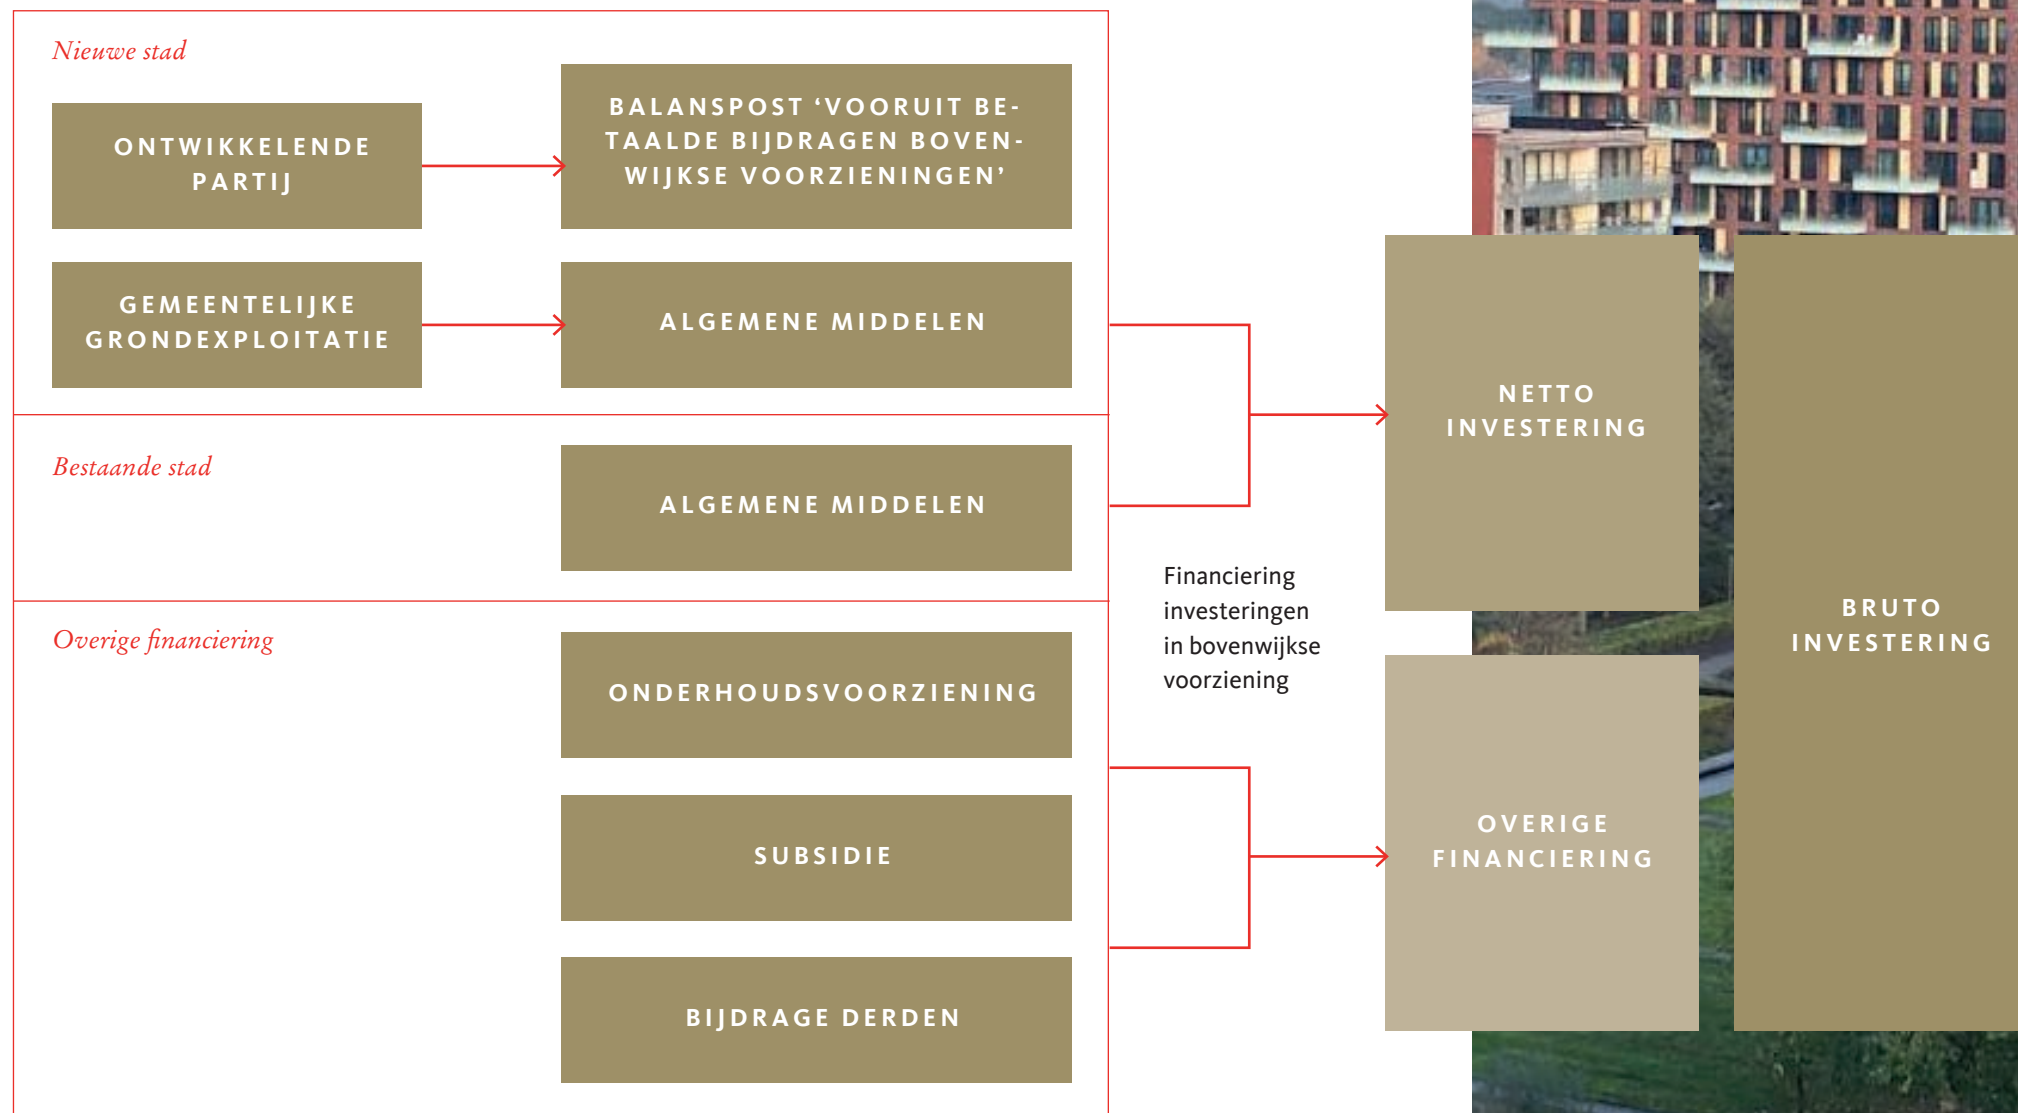 Nieuwe stad
ONTWIKKELENDE
PARTIJ
BALANSPOST ‘VOORUIT BE-
TAALDE BIJDRAGEN BOVEN-
WIJKSE VOORZIENINGEN’
GEMEENTELIJKE
GRONDEXPLOITATIE
ALGEMENE MIDDELEN
Bestaande stad
ALGEMENE MIDDELEN
Overige financiering
ONDERHOUDSVOORZIENING
SUBSIDIE
BIJDRAGE DERDEN
Financiering
investeringen
in bovenwijkse
voorziening
NETTO
INVESTERING
OVERIGE
FINANCIERING
BRUTO
INVESTERING